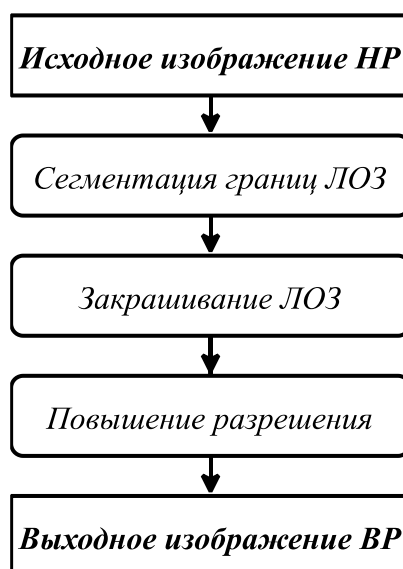 Исходное изображение НР
Сегментация границ ЛОЗ
Закрашивание ЛОЗ
Повышение разрешения
Выходное изображение ВР